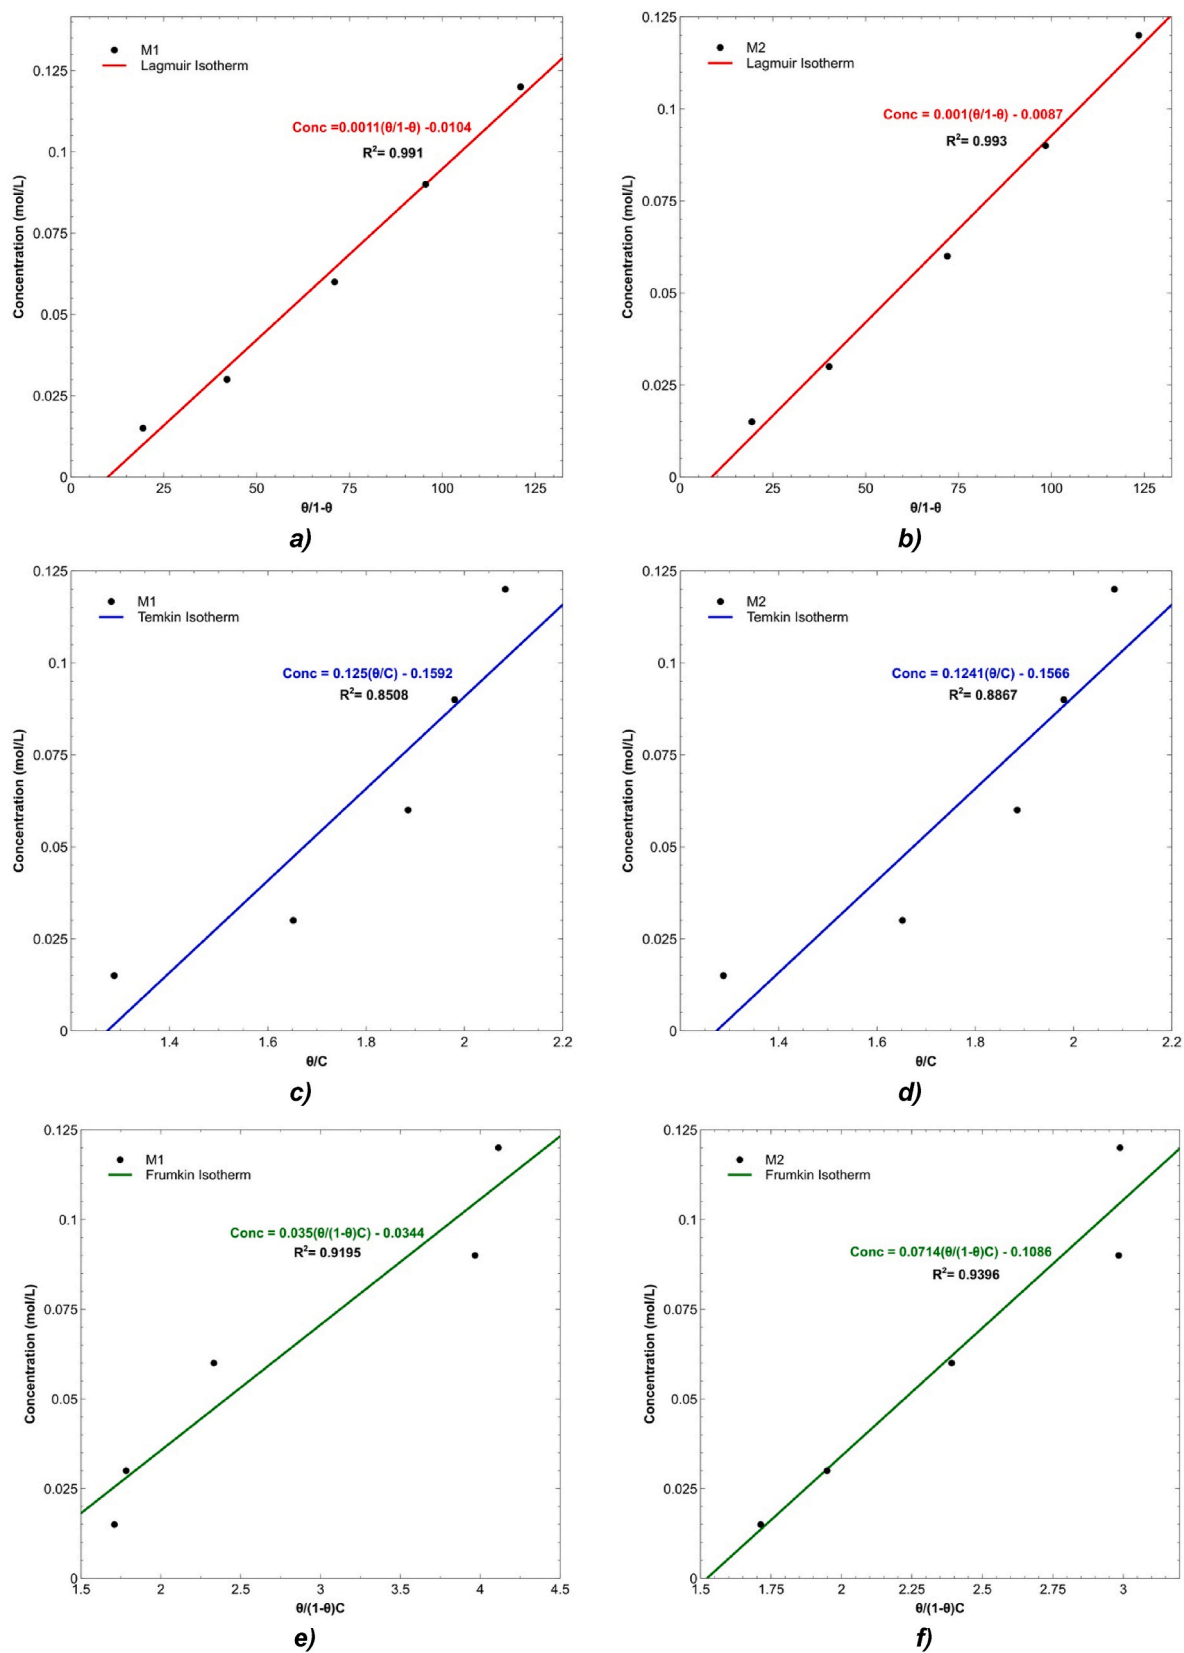 M1
Lagmuir Isotherm
Conc =0.0011(θ/1-θ) -0.0104
R²= 0.991
Concentration (mol/L)
0.125
0.1
0.075
0.05
0.025
0
0 25 50 75 100 125
θ/1-θ
a)
M2
Lagmuir Isotherm
Conc = 0.001(θ/1-θ) - 0.0087
R²= 0.993
Concentration (mol/L)
0.125
0.1
0.075
0.05
0.025
0
0 25 50 75 100 125
θ/1-θ
b)
M1
Temkin Isotherm
Conc = 0.125(θ/C) - 0.1592
R²= 0.8508
Concentration (mol/L)
0.125
0.1
0.075
0.05
0.025
0
1.4 1.6 1.8 2 2.2
θ/C
c)
M2
Temkin Isotherm
Conc = 0.1241(θ/C) - 0.1566
R²= 0.8867
Concentration (mol/L)
0.125
0.1
0.075
0.05
0.025
0
1.4 1.6 1.8 2 2.2
θ/C
d)
M1
Frumkin Isotherm
Conc = 0.035(θ/(1-θ)C) - 0.0344
R²= 0.9195
Concentration (mol/L)
0.125
0.1
0.075
0.05
0.025
0
1.5 2 2.5 3 3.5 4 4.5
θ/(1-θ)C
e)
M2
Frumkin Isotherm
Conc = 0.0714(θ/(1-θ)C) - 0.1086
R²= 0.9396
Concentration (mol/L)
0.125
0.1
0.075
0.05
0.025
0
1.5 1.75 2 2.25 2.5 2.75 3
θ/(1-θ)C
f)